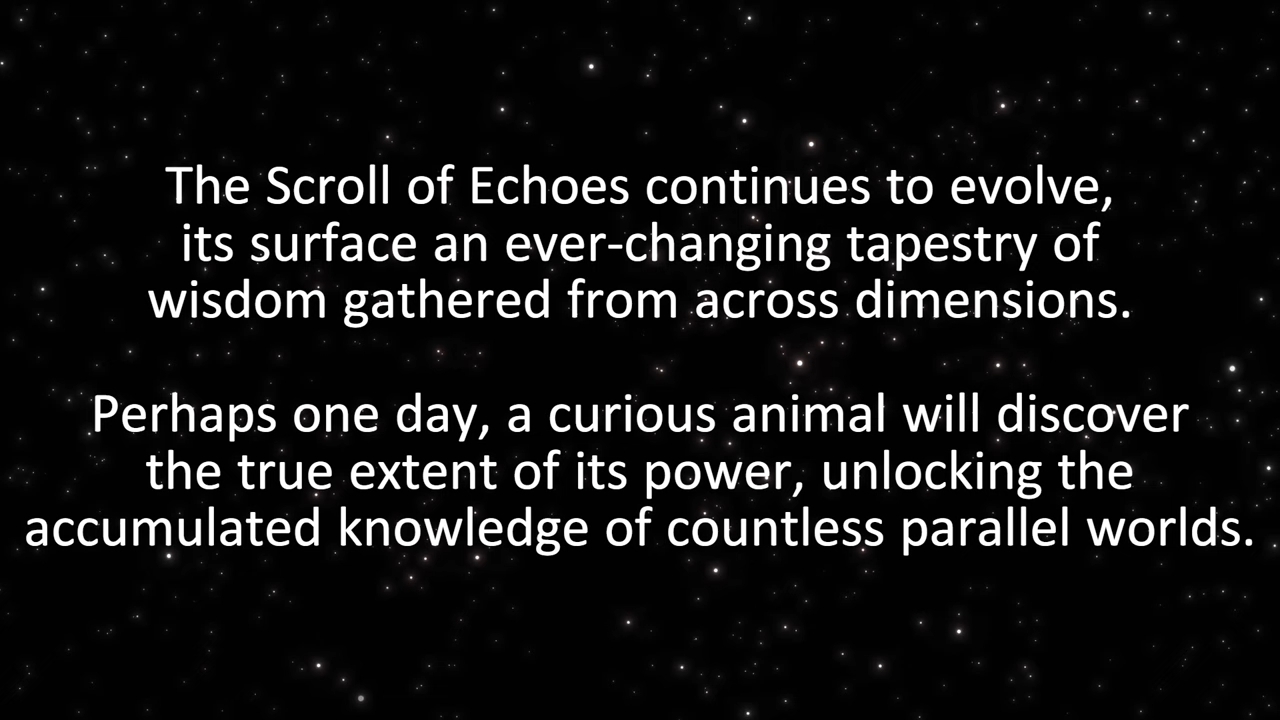 The Scroll of Echoes continues to evolve,
its surface an ever-changing tapestry of
wisdom gathered from across dimensions.
Perhaps one day, a curious animal will discover
the true extent of its power, unlocking the
accumulated knowledge of countless parallel worlds.